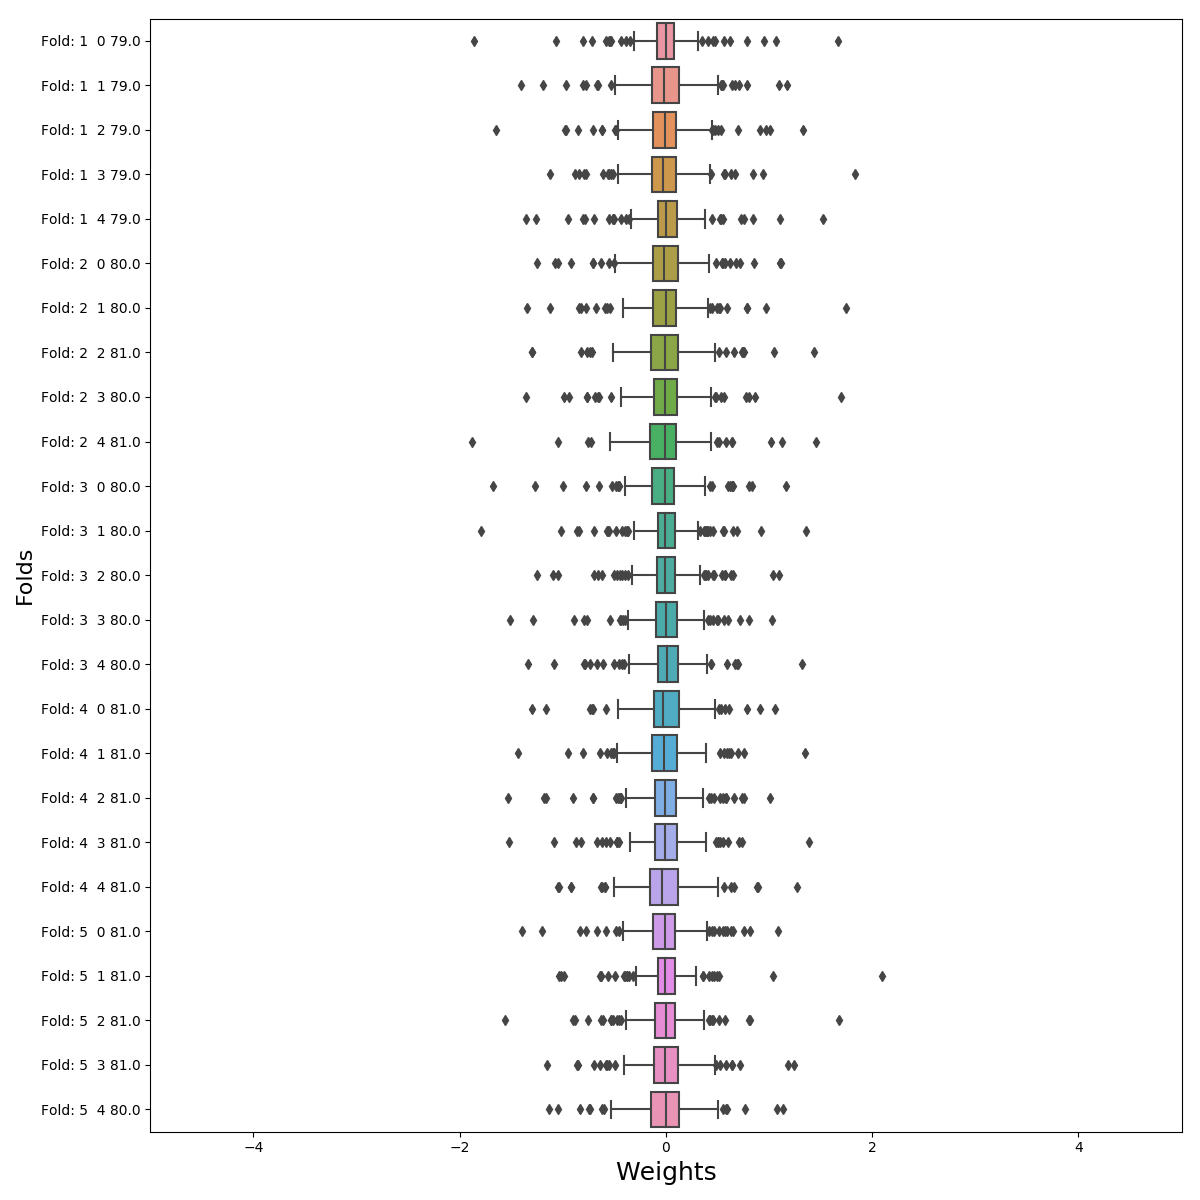 Fold: 1  0 79.0
Fold: 1  1 79.0
Fold: 1  2 79.0
Fold: 1  3 79.0
Fold: 1  4 79.0
Fold: 2  0 80.0
Fold: 2  1 80.0
Fold: 2  2 81.0
Fold: 2  3 80.0
Fold: 2  4 81.0
Fold: 3  0 80.0
Fold: 3  1 80.0
Fold: 3  2 80.0
Fold: 3  3 80.0
Fold: 3  4 80.0
Fold: 4  0 81.0
Fold: 4  1 81.0
Fold: 4  2 81.0
Fold: 4  3 81.0
Fold: 4  4 81.0
Fold: 5  0 81.0
Fold: 5  1 81.0
Fold: 5  2 81.0
Fold: 5  3 81.0
Fold: 5  4 80.0
Folds
−4 −2 0 2 4
Weights